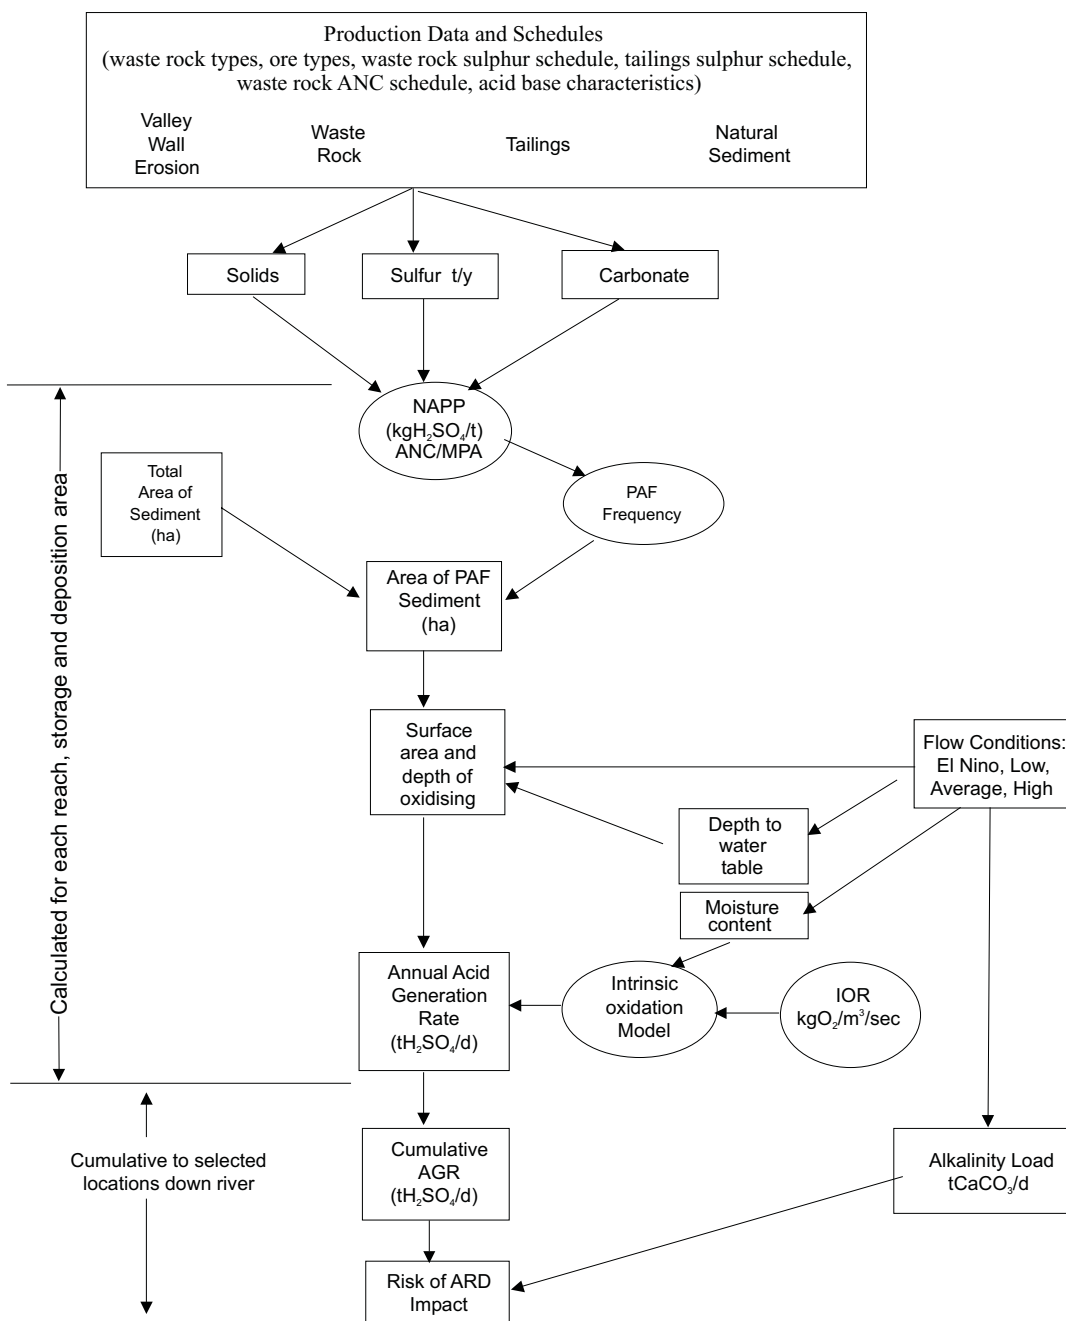 Production Data and Schedules
(waste rock types, ore types, waste rock sulphur schedule, tailings sulphur schedule,
waste rock ANC schedule, acid base characteristics)
Valley
Wall
Erosion
Waste
Rock
Tailings
Natural
Sediment
Solids
Sulfur t/y
Carbonate
NAPP
(kgH₂SO₄/t)
ANC/MPA
PAF
Frequency
Total
Area of
Sediment
(ha)
Area of PAF
Sediment
(ha)
Calculated for each reach, storage and deposition area
Surface
area and
depth of
oxidising
Flow Conditions:
El Nino, Low,
Average, High
Depth to
water
table
Moisture
content
Annual Acid
Generation
Rate
(tH₂SO₄/d)
Intrinsic
oxidation
Model
IOR
kgO₂/m³/sec
Cumulative to selected
locations down river
Cumulative
AGR
(tH₂SO₄/d)
Alkalinity Load
tCaCO₃/d
Risk of ARD
Impact